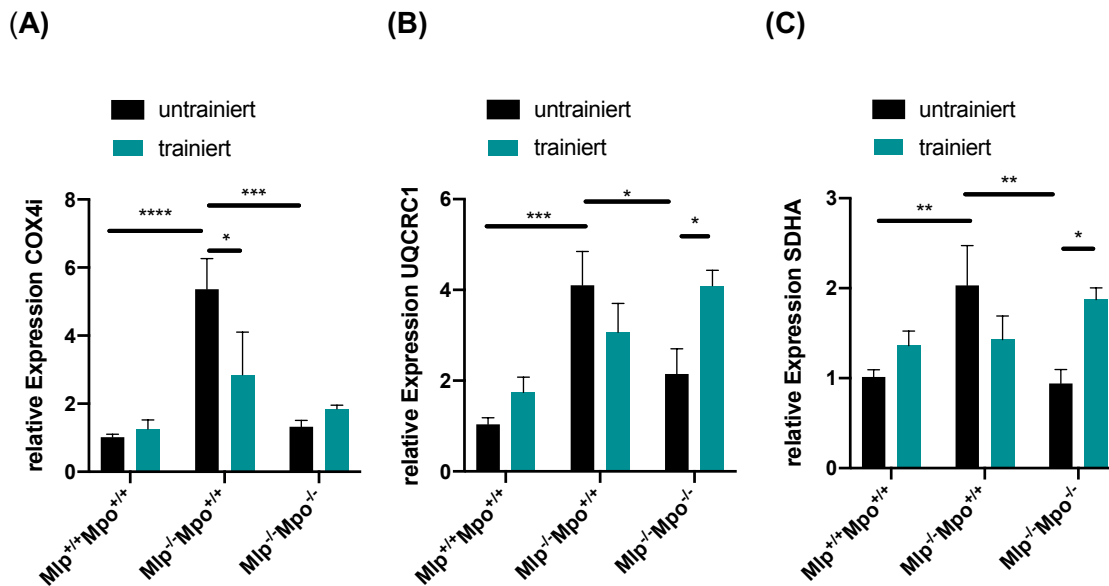 (A)
untrainiert
trainiert
relative Expression COX4i
8
6
4
2
0
****
***
*
Mlp+/+Mpo+/+
Mlp-/-Mpo+/+
Mlp-/-Mpo-/-
(B)
untrainiert
trainiert
relative Expression UQCRC1
6
4
2
0
***
*
*
Mlp+/+Mpo+/+
Mlp-/-Mpo+/+
Mlp-/-Mpo-/-
(C)
untrainiert
trainiert
relative Expression SDHA
3
2
1
0
**
**
*
Mlp+/+Mpo+/+
Mlp-/-Mpo+/+
Mlp-/-Mpo-/-